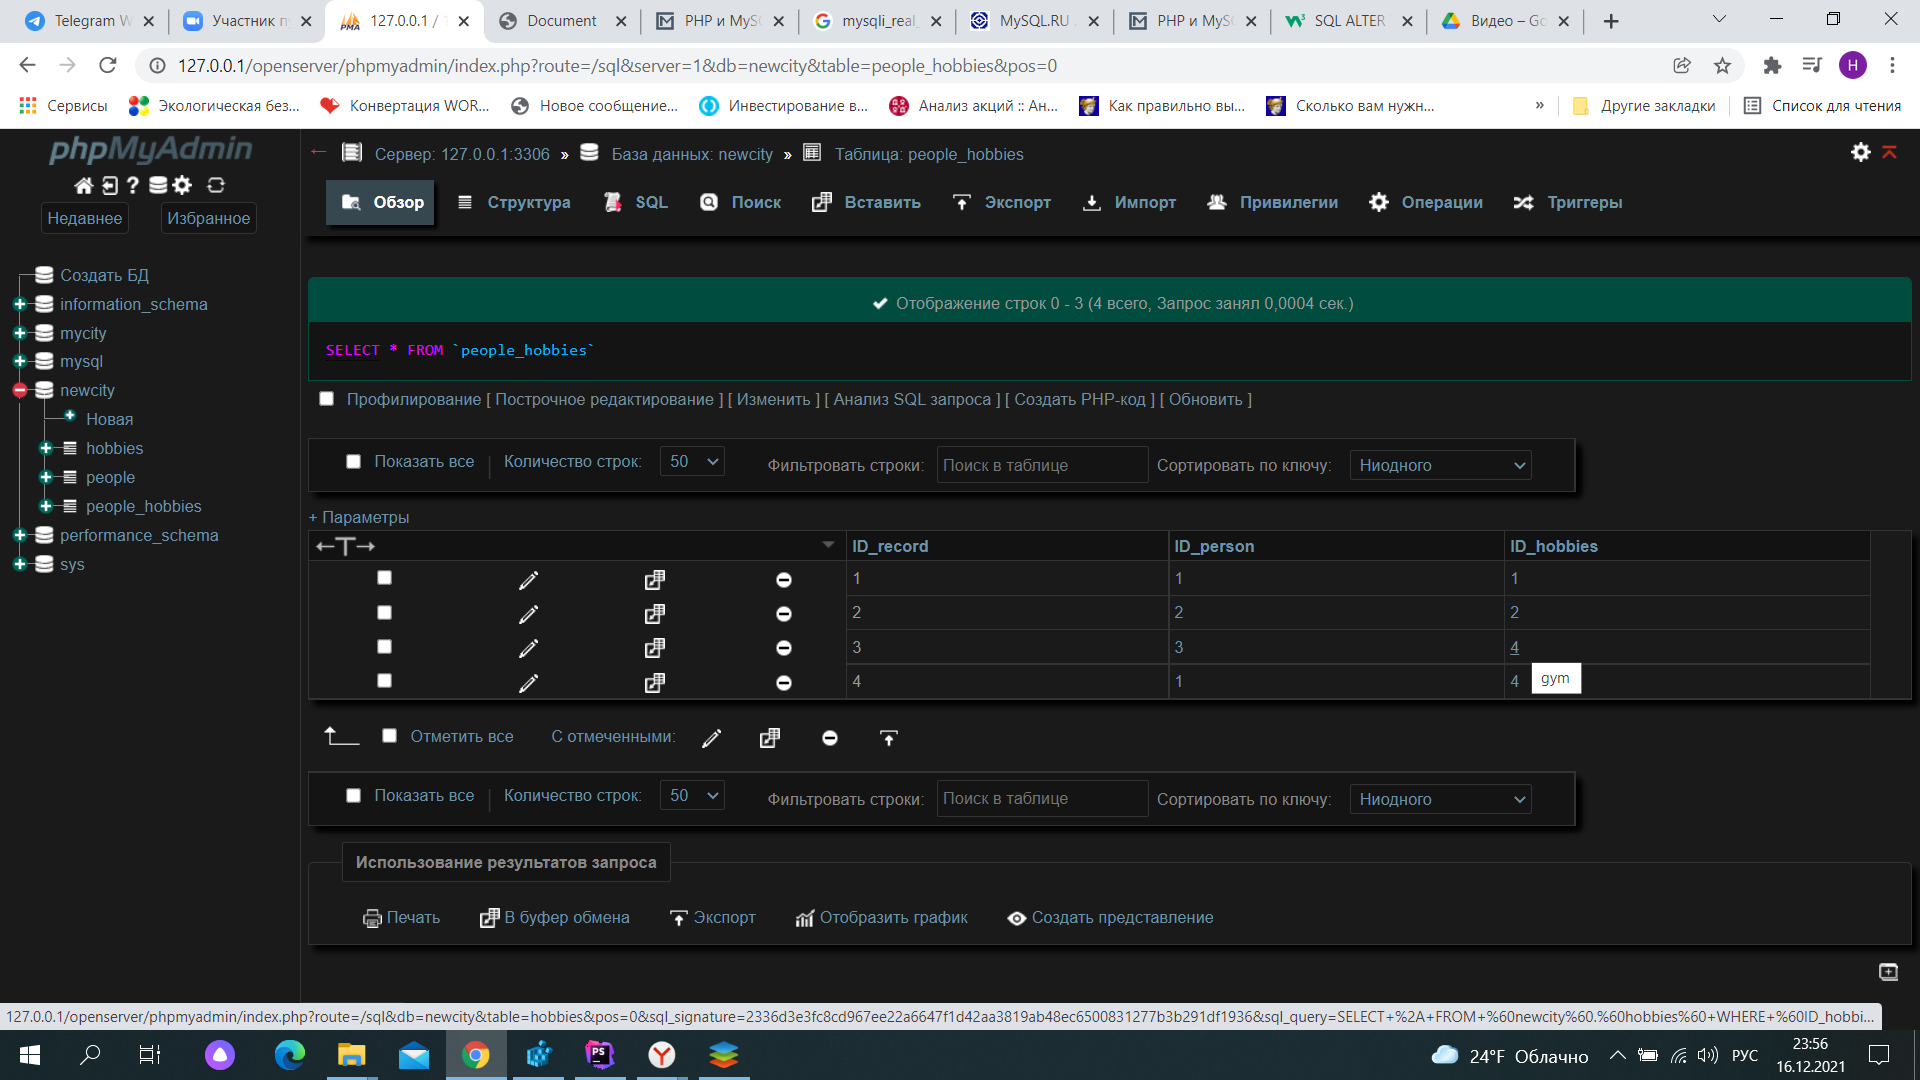 Telegram W
Участник п
127.0.0.1 /
Document
PHP и MyS
mysqli_real_
MySQL.RU
PHP и MyS
SQL ALTER
Видео – Go
127.0.0.1/openserver/phpmyadmin/index.php?route=/sql&server=1&db=newcity&table=people_hobbies&pos=0
Н
Сервисы
Экологическая без...
Конвертация WOR...
Новое сообщение...
Инвестирование в...
Анализ акций :: Ан...
Как правильно вы...
Сколько вам нужн...
»
Другие закладки
Список для чтения
phpMyAdmin
Недавнее
Избранное
Создать БД
information_schema
mycity
mysql
newcity
Новая
hobbies
people
people_hobbies
performance_schema
sys
Сервер: 127.0.0.1:3306 » База данных: newcity » Таблица: people_hobbies
Обзор
Структура
SQL
Поиск
Вставить
Экспорт
Импорт
Привилегии
Операции
Триггеры
Отображение строк 0 - 3 (4 всего, Запрос занял 0,0004 сек.)
SELECT * FROM `people_hobbies`
Профилирование [ Построчное редактирование ] [ Изменить ] [ Анализ SQL запроса ] [ Создать PHP-код ] [ Обновить ]
Показать все | Количество строк: 50 Фильтровать строки: Поиск в таблице Сортировать по ключу: Ниодного
+ Параметры
ID_record ID_person ID_hobbies
1 1 1
2 2 2
3 3 4
4 1 4
gym
Отметить все С отмеченными:
Показать все | Количество строк: 50 Фильтровать строки: Поиск в таблице Сортировать по ключу: Ниодного
Использование результатов запроса
Печать
В буфер обмена
Экспорт
Отобразить график
Создать представление
127.0.0.1/openserver/phpmyadmin/index.php?route=/sql&db=newcity&table=hobbies&pos=0&sql_signature=2336d3e3fc8cd967ee22a6647f1d42aa3819ab48ec6500831277b3b291df1936&sql_query=SELECT+%2A+FROM+%60newcity%60.%60hobbies%60+WHERE+%60ID_hobbi...
24°F Облачно
РУС
23:56
16.12.2021